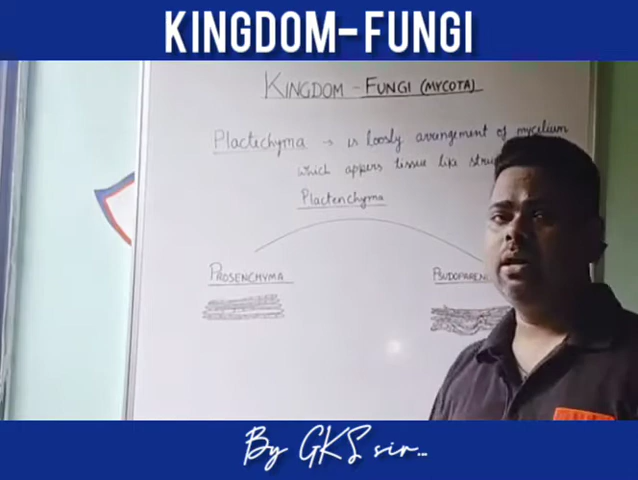 KINGDOM-FUNGI
KINGDOM - FUNGI (MYCOTA)
Plactechyma → is loosly arrangement of mycelium
which appers tissue like
Plactenchyma
PROSENCHYMA
By GKS sir...